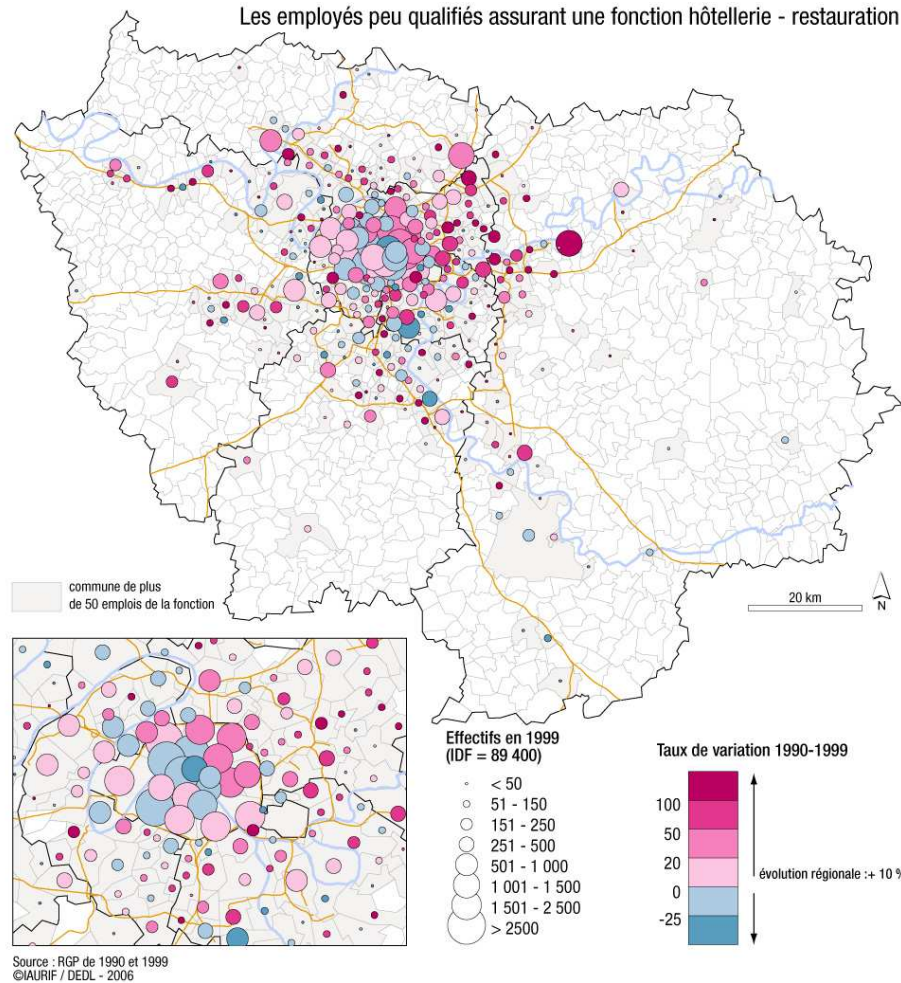 Les employés peu qualifiés assurant une fonction hôtellerie - restauration
commune de plus
de 50 emplois de la fonction
20 km
N
Effectifs en 1999
(IDF = 89 400)
< 50
51 - 150
151 - 250
251 - 500
501 - 1 000
1 001 - 1 500
1 501 - 2 500
> 2500
Taux de variation 1990-1999
100
50
20
0
-25
évolution régionale :+ 10 %
Source : RGP de 1990 et 1999
©IAURIF / DEDL - 2006